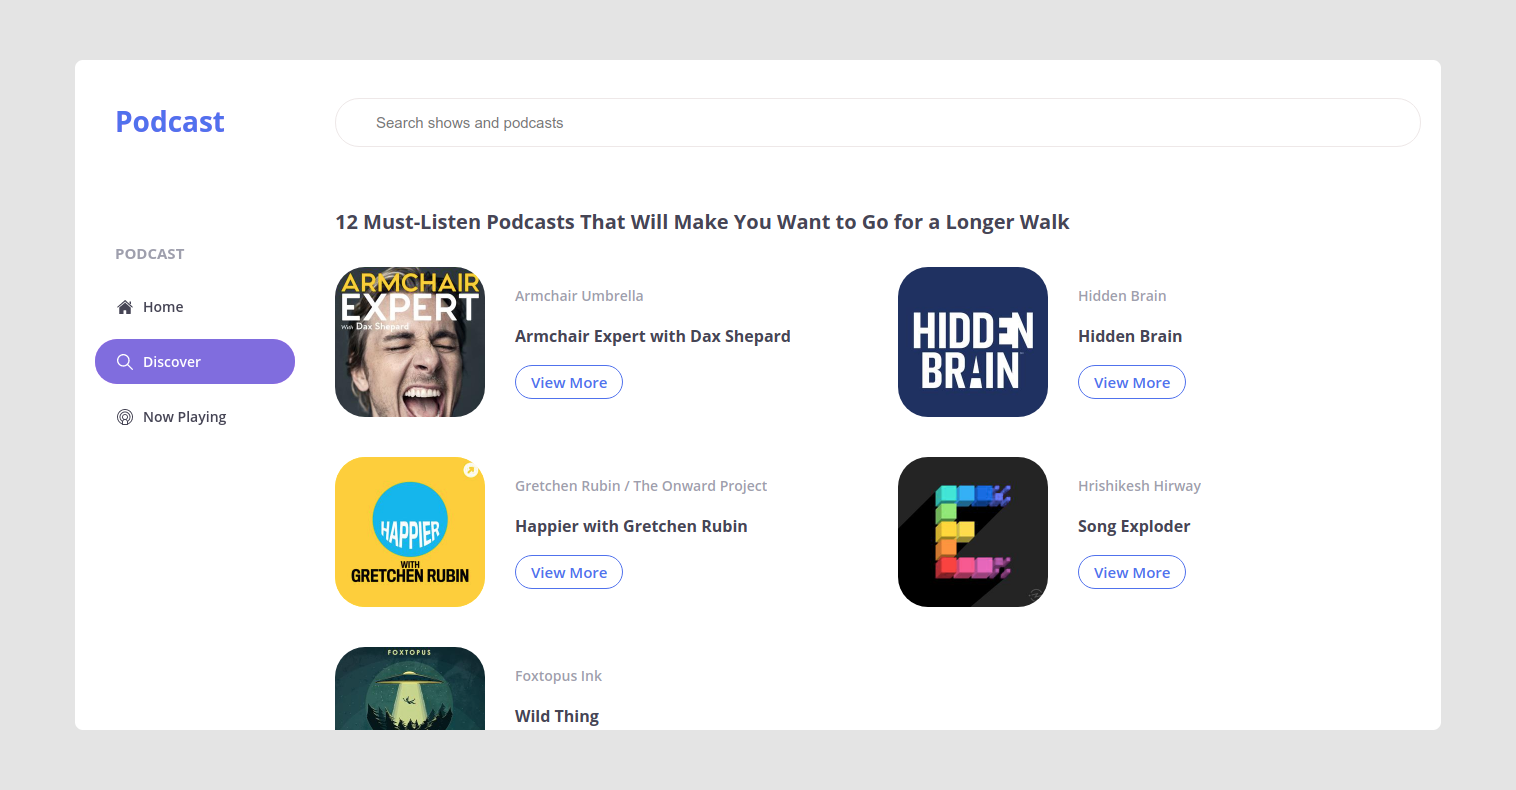 Podcast
Search shows and podcasts
PODCAST
Home
Discover
Now Playing
12 Must-Listen Podcasts That Will Make You Want to Go for a Longer Walk
ARMCHAIR
EXPERT
With Dax Shepard
Armchair Umbrella
Armchair Expert with Dax Shepard
View More
HIDDEN
BRAIN
Hidden Brain
Hidden Brain
View More
HAPPIER
WITH
GRETCHEN RUBIN
Gretchen Rubin / The Onward Project
Happier with Gretchen Rubin
View More
E
Hrishikesh Hirway
Song Exploder
View More
FOXTOPUS
Foxtopus Ink
Wild Thing